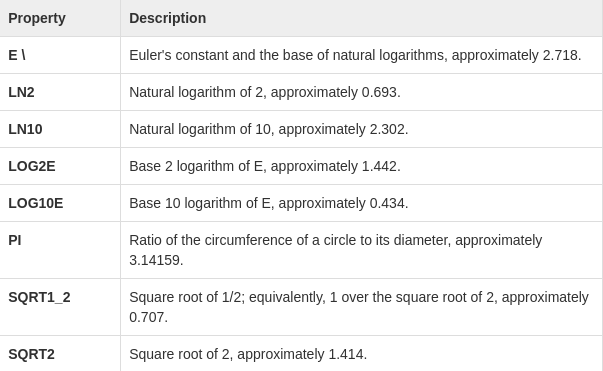 Property Description
E \ Euler's constant and the base of natural logarithms, approximately 2.718.
LN2 Natural logarithm of 2, approximately 0.693.
LN10 Natural logarithm of 10, approximately 2.302.
LOG2E Base 2 logarithm of E, approximately 1.442.
LOG10E Base 10 logarithm of E, approximately 0.434.
PI Ratio of the circumference of a circle to its diameter, approximately
3.14159.
SQRT1_2 Square root of 1/2; equivalently, 1 over the square root of 2, approximately
0.707.
SQRT2 Square root of 2, approximately 1.414.